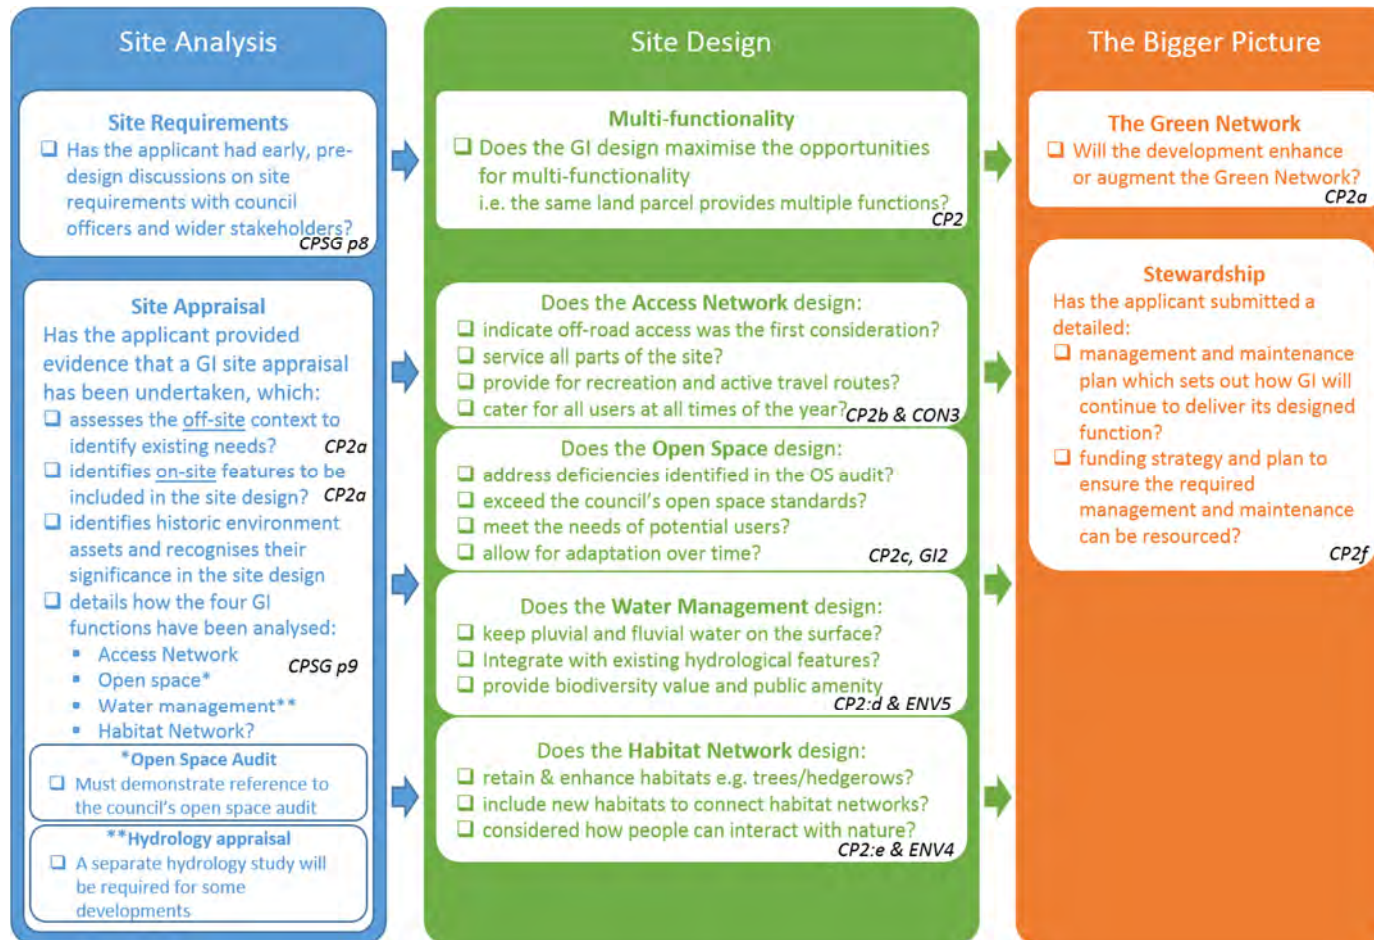 Site Analysis
Site Requirements
❑ Has the applicant had early, pre-
design discussions on site
requirements with council
officers and wider stakeholders?
CPSG p8
Site Appraisal
Has the applicant provided
evidence that a GI site appraisal
has been undertaken, which:
❑ assesses the off-site context to
identify existing needs?
CP2a
❑ identifies on-site features to be
included in the site design?
CP2a
❑ identifies historic environment
assets and recognises their
significance in the site design
❑ details how the four GI
functions have been analysed:
▪ Access Network
CPSG p9
▪ Open space*
▪ Water management**
▪ Habitat Network?
*Open Space Audit
❑ Must demonstrate reference to
the council's open space audit
**Hydrology appraisal
❑ A separate hydrology study will
be required for some
developments
Site Design
Multi-functionality
❑ Does the GI design maximise the opportunities
for multi-functionality
i.e. the same land parcel provides multiple functions?
CP2
Does the Access Network design:
❑ indicate off-road access was the first consideration?
❑ service all parts of the site?
❑ provide for recreation and active travel routes?
❑ cater for all users at all times of the year?
CP2b & CON3
Does the Open Space design:
❑ address deficiencies identified in the OS audit?
❑ exceed the council's open space standards?
❑ meet the needs of potential users?
❑ allow for adaptation over time?
CP2c, GI2
Does the Water Management design:
❑ keep pluvial and fluvial water on the surface?
❑ Integrate with existing hydrological features?
❑ provide biodiversity value and public amenity
CP2:d & ENV5
Does the Habitat Network design:
❑ retain & enhance habitats e.g. trees/hedgerows?
❑ include new habitats to connect habitat networks?
❑ considered how people can interact with nature?
CP2:e & ENV4
The Bigger Picture
The Green Network
❑ Will the development enhance
or augment the Green Network?
CP2a
Stewardship
Has the applicant submitted a
detailed:
❑ management and maintenance
plan which sets out how GI will
continue to deliver its designed
function?
❑ funding strategy and plan to
ensure the required
management and maintenance
can be resourced?
CP2f